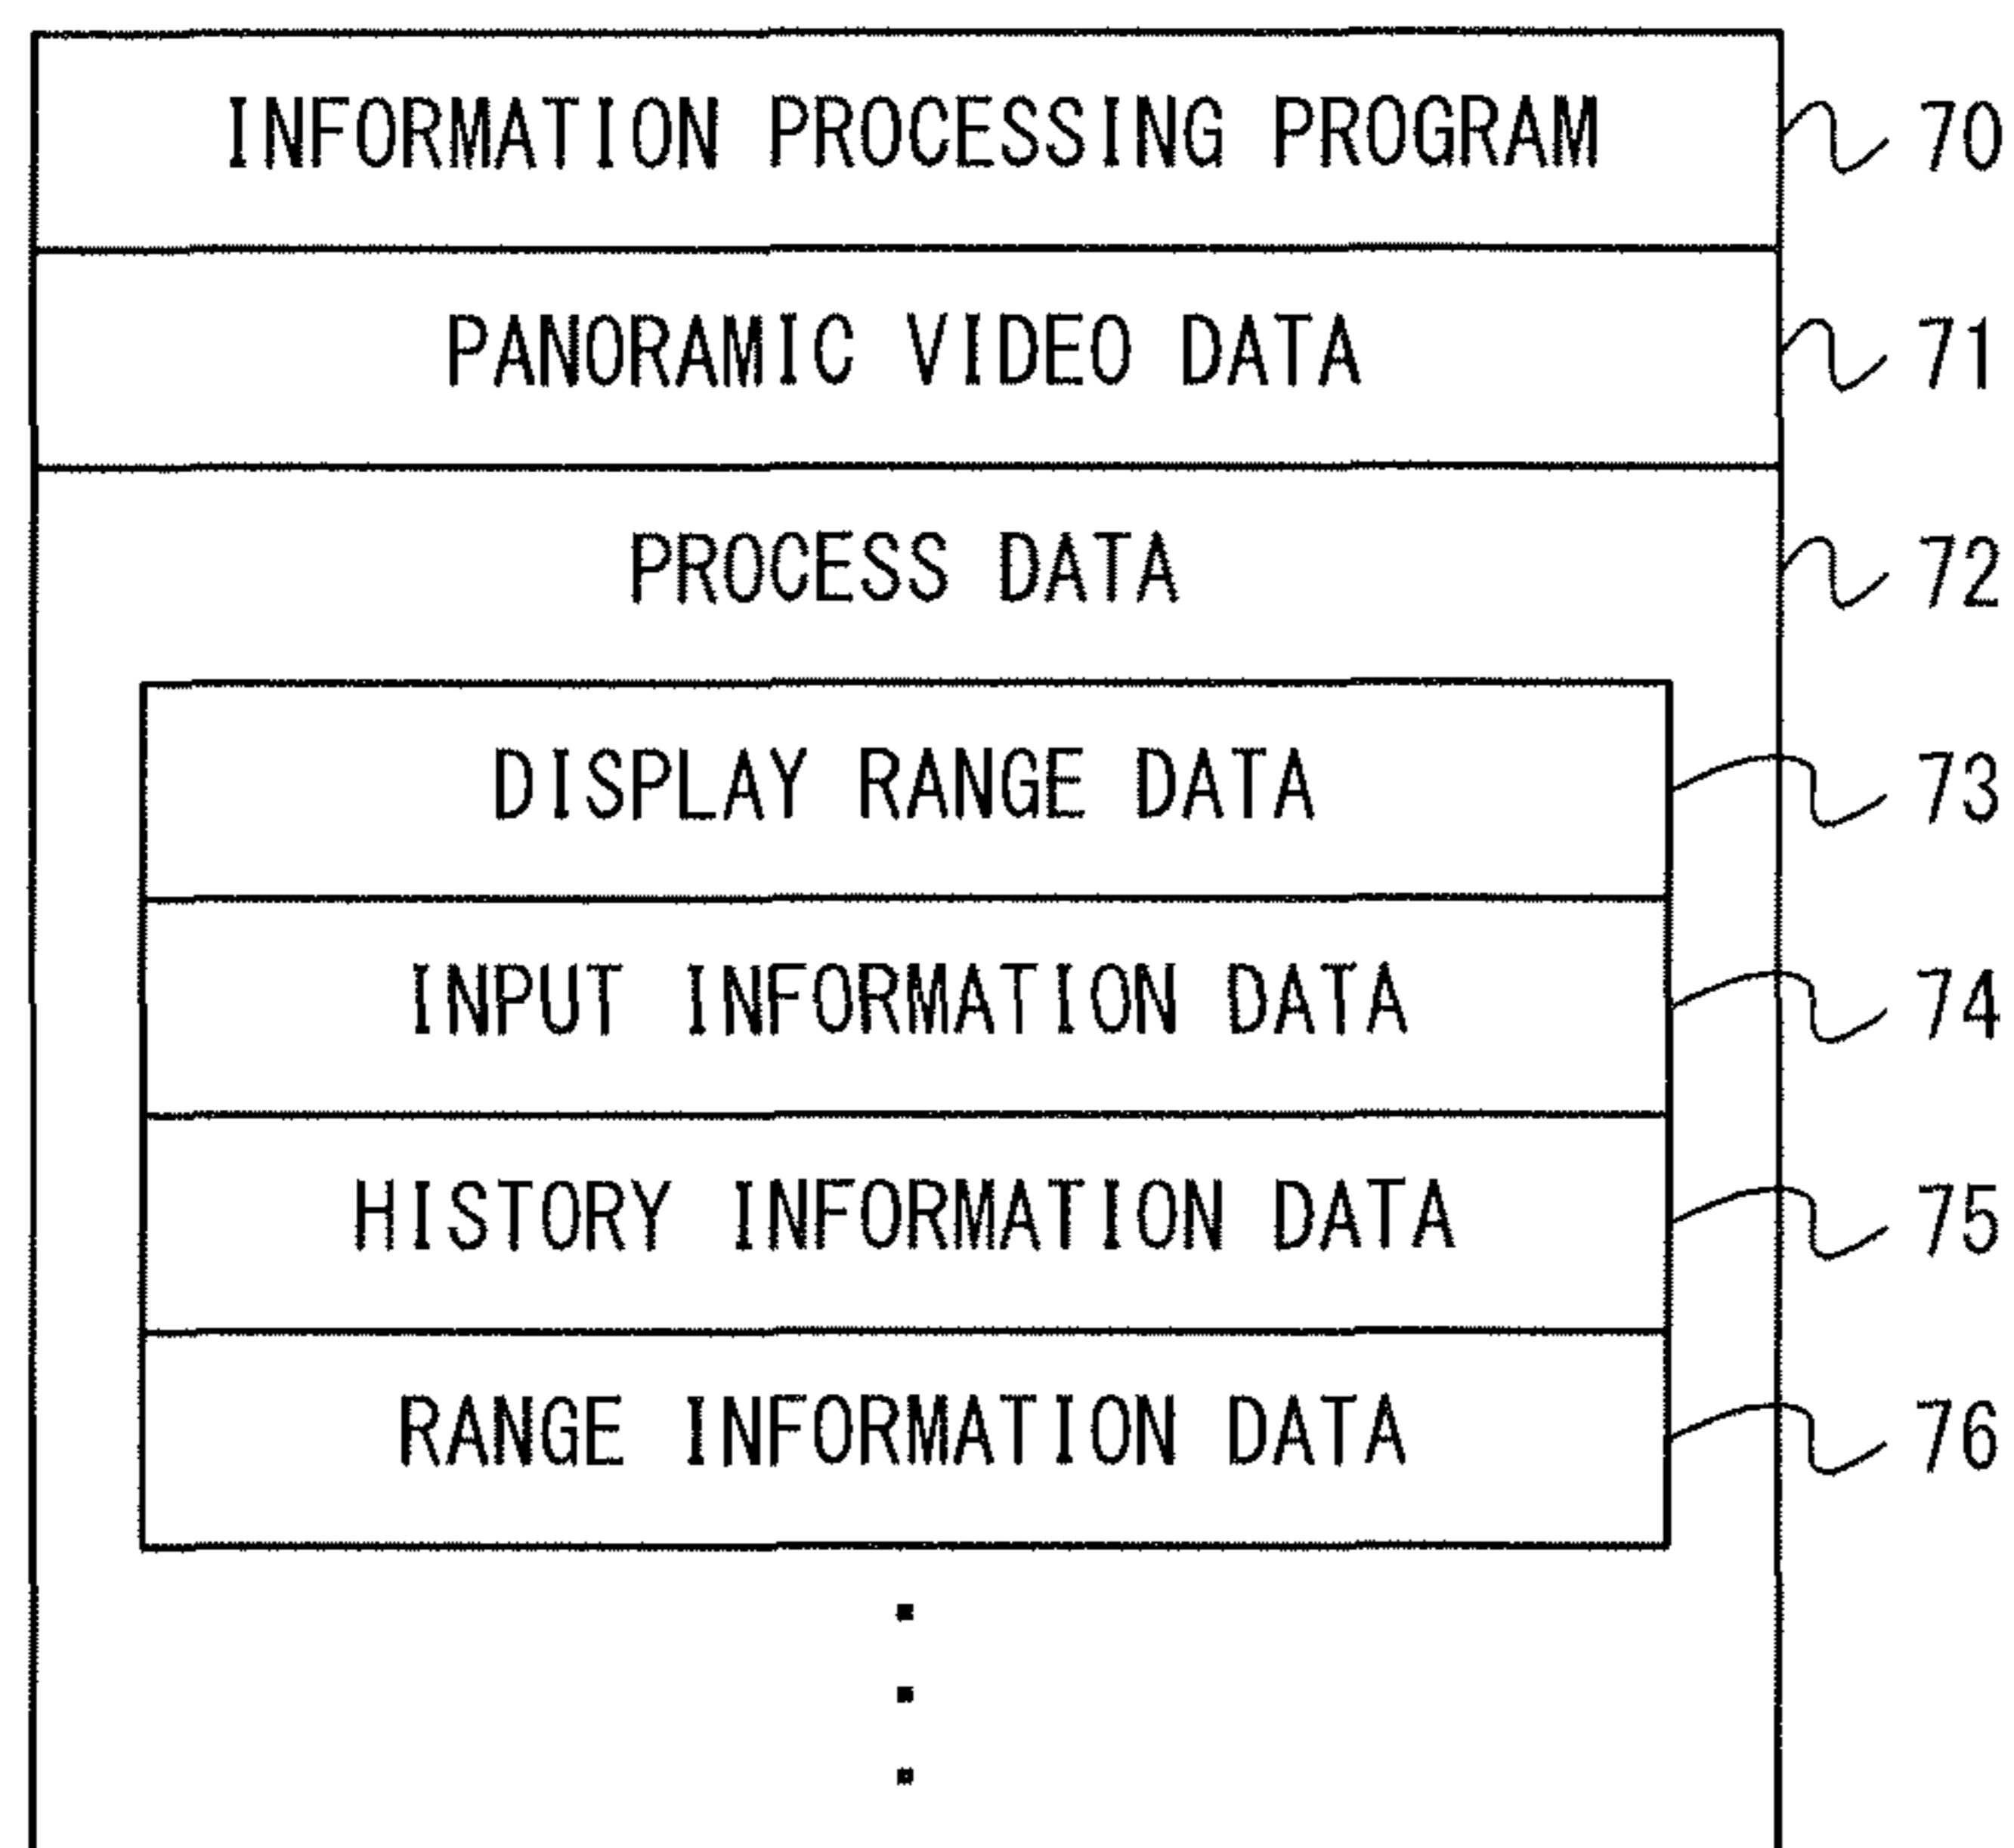 INFORMATION PROCESSING PROGRAM 70
PANORAMIC VIDEO DATA 71
PROCESS DATA 72
DISPLAY RANGE DATA 73
INPUT INFORMATION DATA 74
HISTORY INFORMATION DATA 75
RANGE INFORMATION DATA 76